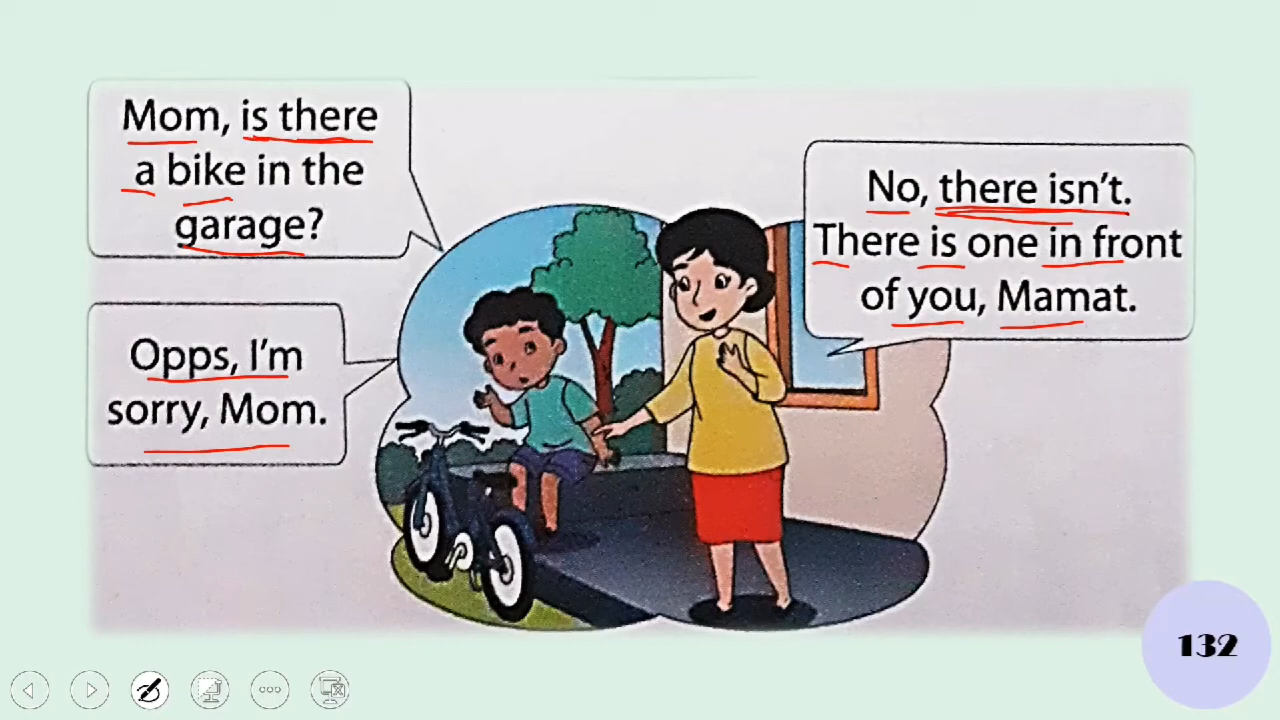 Mom, is there
a bike in the
garage?
No, there isn't.
There is one in front
of you, Mamat.
Opps, I'm
sorry, Mom.
132